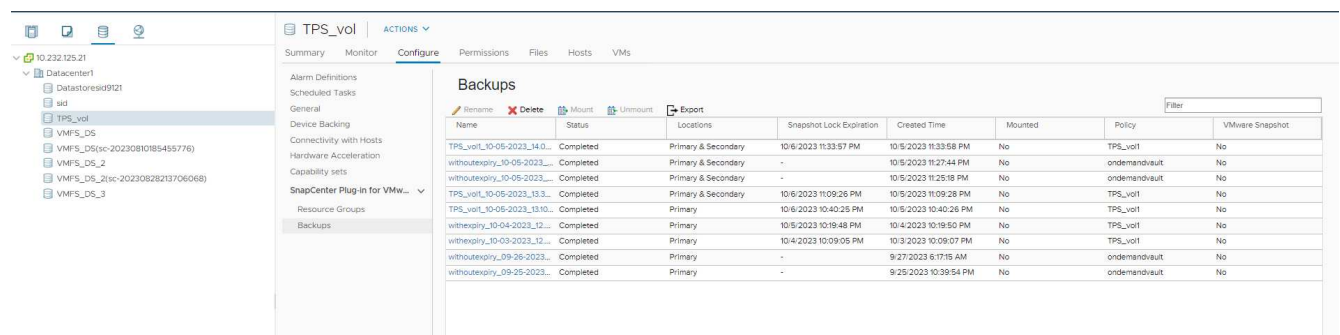 TPS_vol ACTIONS
Summary Monitor Configure Permissions Files Hosts VMs
10.232.125.21
Datacenter1
Datastoresid9121
sid
TPS_vol
VMFS_DS
VMFS_DS(sc-20230810185455776)
VMFS_DS_2
VMFS_DS_2(sc-20230828213706068)
VMFS_DS_3
Alarm Definitions
Scheduled Tasks
General
Device Backing
Connectivity with Hosts
Hardware Acceleration
Capability sets
SnapCenter Plug-in for VMw...
Resource Groups
Backups
Backups
Rename Delete Mount Unmount Export Filter
Name Status Locations Snapshot Lock Expiration Created Time Mounted Policy VMware Snapshot
TPS_vol1_10-05-2023_14.0... Completed Primary & Secondary 10/6/2023 11:33:57 PM 10/5/2023 11:33:58 PM No TPS_vol1 No
withoutexpiry_10-05-2023_... Completed Primary & Secondary - 10/5/2023 11:27:44 PM No ondemandvault No
withoutexpiry_10-05-2023_... Completed Primary & Secondary - 10/5/2023 11:25:18 PM No ondemandvault No
TPS_vol1_10-05-2023_13.3... Completed Primary & Secondary 10/6/2023 11:09:26 PM 10/5/2023 11:09:28 PM No TPS_vol1 No
TPS_vol1_10-05-2023_13.10... Completed Primary 10/6/2023 10:40:25 PM 10/5/2023 10:40:26 PM No TPS_vol1 No
withexpiry_10-04-2023_12.... Completed Primary 10/5/2023 10:19:48 PM 10/4/2023 10:19:50 PM No TPS_vol1 No
withexpiry_10-03-2023_12.... Completed Primary 10/4/2023 10:09:05 PM 10/3/2023 10:09:07 PM No TPS_vol1 No
withoutexpiry_09-26-2023... Completed Primary - 9/27/2023 6:17:15 AM No ondemandvault No
withoutexpiry_09-25-2023... Completed Primary - 9/25/2023 10:39:54 PM No ondemandvault No